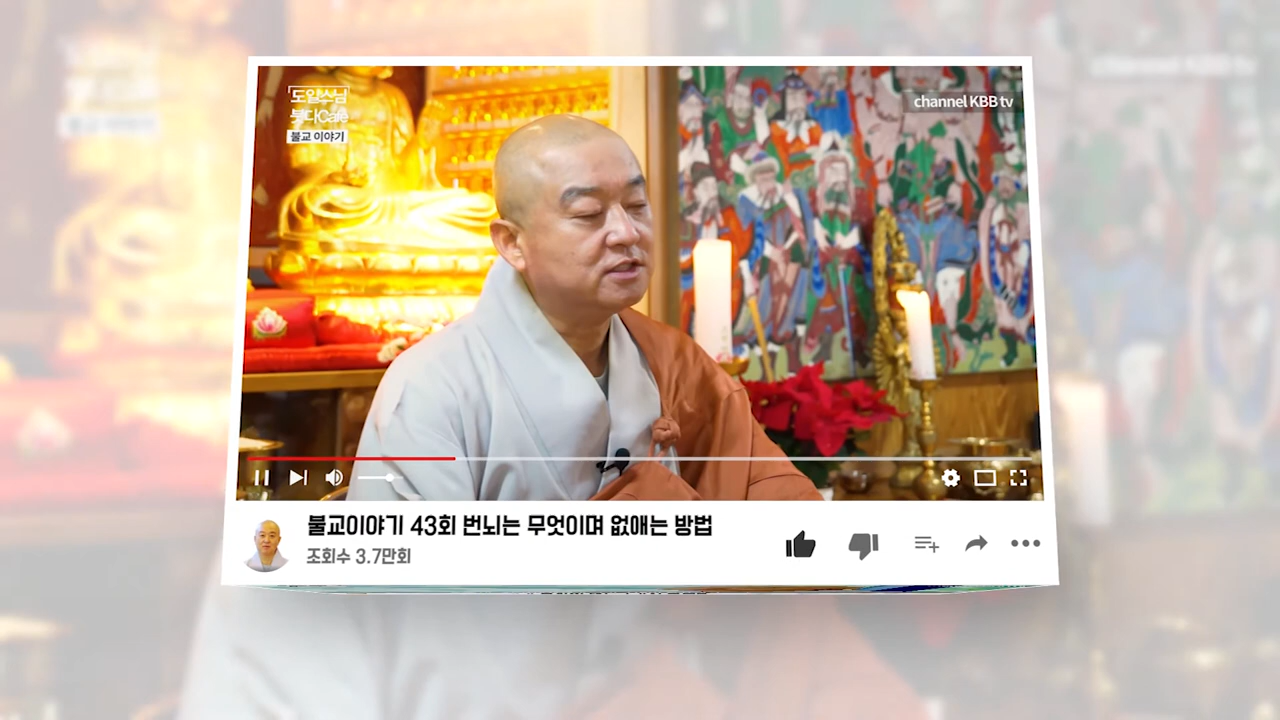 도일스님
붓다Cafe
불교 이야기
channel KBB tv
불교이야기 43회 번뇌는 무엇이며 없애는 방법
조회수 3.7만회